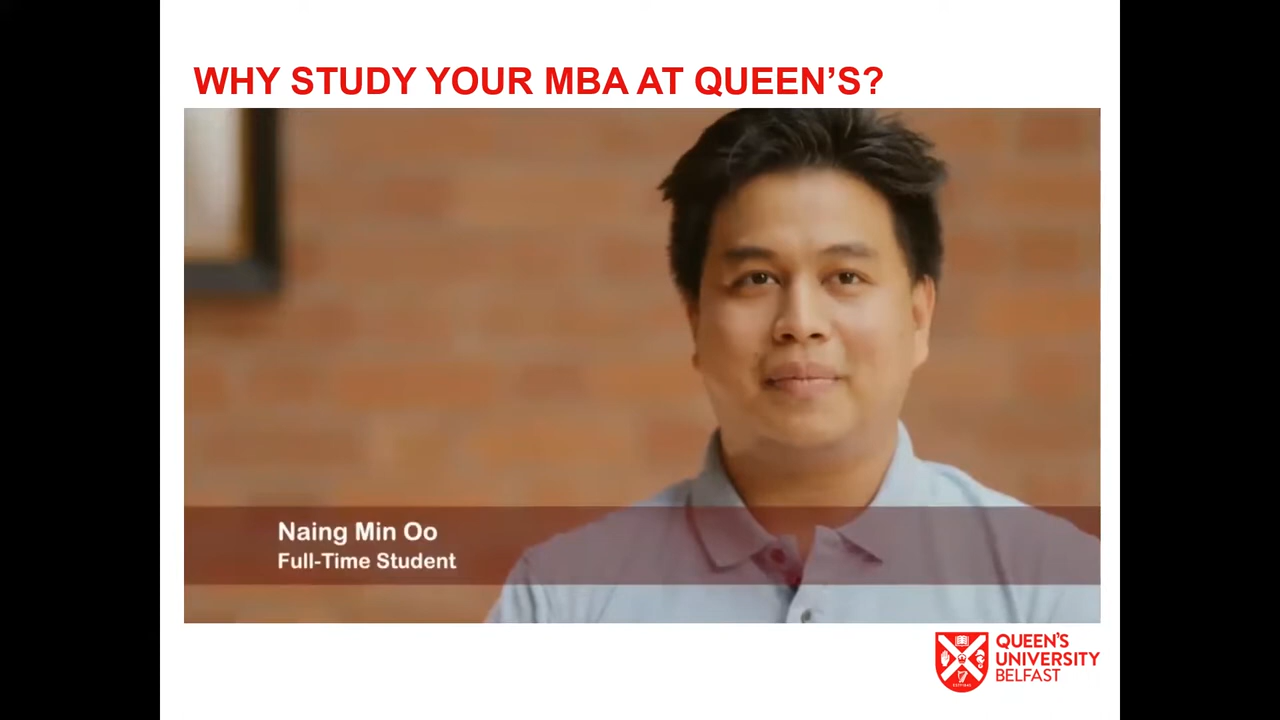 WHY STUDY YOUR MBA AT QUEEN'S?
Naing Min Oo
Full-Time Student
QUEEN'S
UNIVERSITY
BELFAST